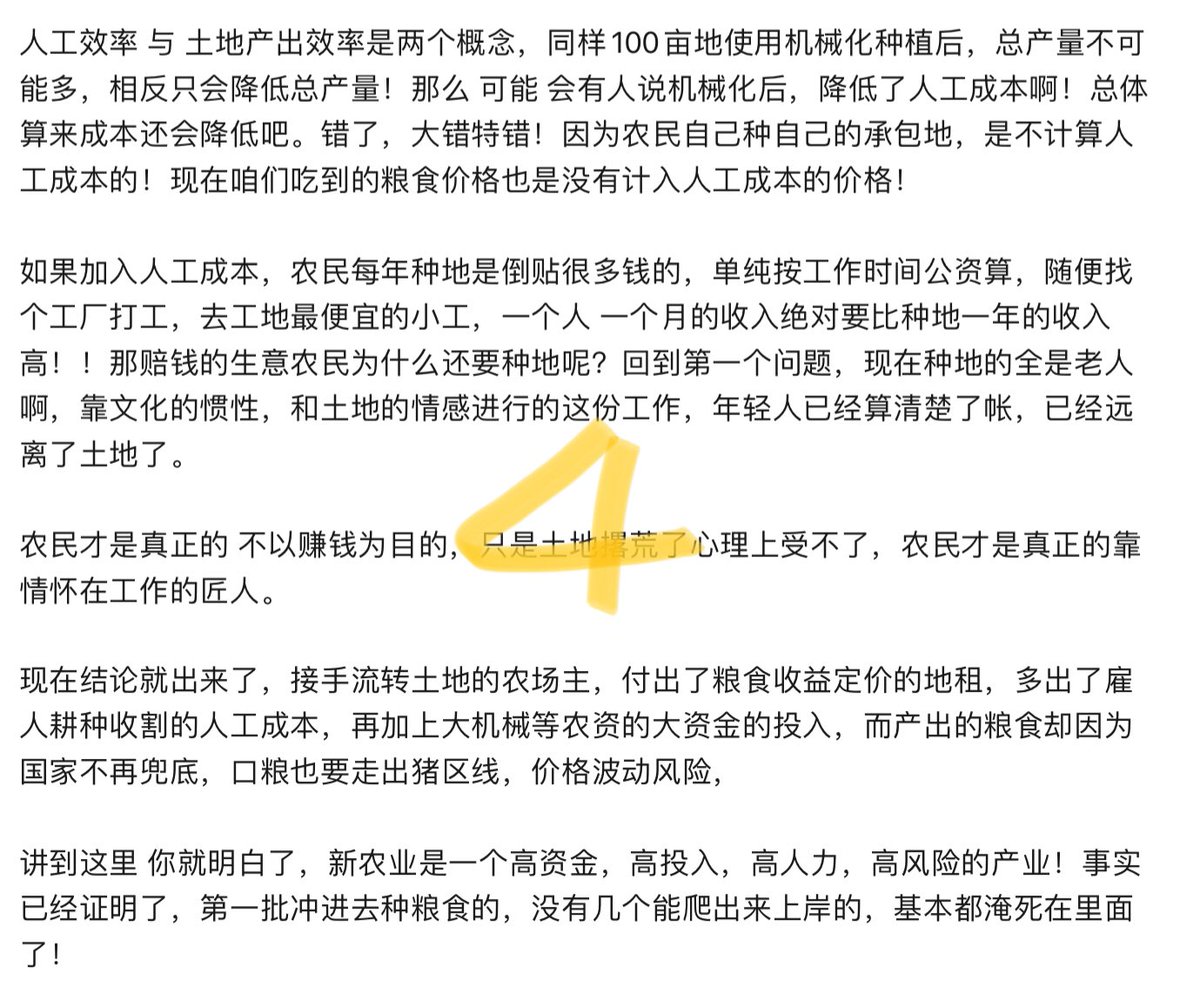 人工效率 与 土地产出效率是两个概念，同样100亩地使用机械化种植后，总产量不可
能多，相反只会降低总产量！那么 可能 会有人说机械化后，降低了人工成本啊！总体
算来成本还会降低吧。错了，大错特错！因为农民自己种自己的承包地，是不计算人
工成本的！现在咱们吃到的粮食价格也是没有计入人工成本的价格！
如果加入人工成本，农民每年种地是倒贴很多钱的，单纯按工作时间公资算，随便找
个工厂打工，去工地最便宜的小工，一个人 一个月的收入绝对要比种地一年的收入
高！！那赔钱的生意农民为什么还要种地呢？回到第一个问题，现在种地的全是老人
啊，靠文化的惯性，和土地的情感进行的这份工作，年轻人已经算清楚了帐，已经远
离了土地了。
农民才是真正的 不以赚钱为目的，只是土地撂荒了心理上受不了，农民才是真正的靠
情怀在工作的匠人。
4
现在结论就出来了，接手流转土地的农场主，付出了粮食收益定价的地租，多出了雇
人耕种收割的人工成本，再加上大机械等农资的大资金的投入，而产出的粮食却因为
国家不再兜底，口粮也要走出猪区线，价格波动风险，
讲到这里 你就明白了，新农业是一个高资金，高投入，高人力，高风险的产业！事实
已经证明了，第一批冲进去种粮食的，没有几个能爬出来上岸的，基本都淹死在里面
了！